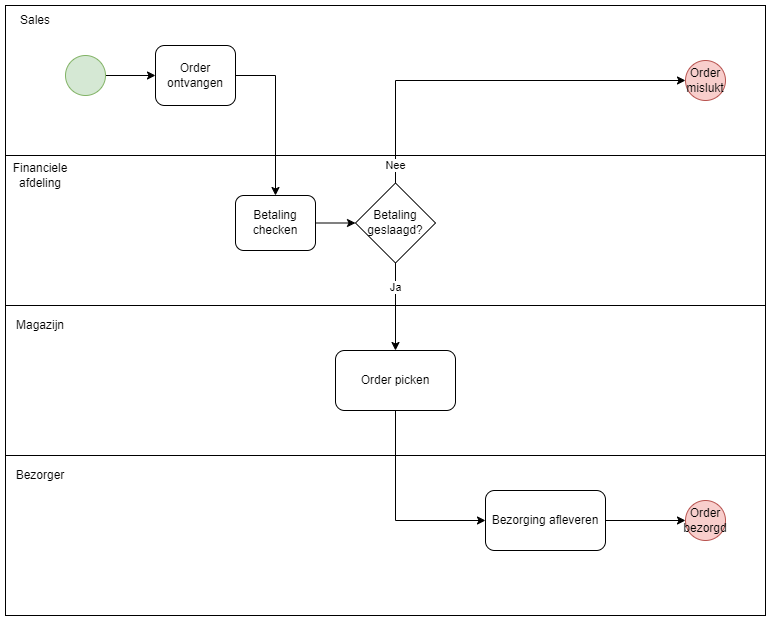 Sales
Order
ontvangen
Order
mislukt
Financiele
afdeling
Nee
Betaling
checken
Betaling
geslaagd?
Ja
Magazijn
Order picken
Bezorger
Bezorging afleveren
Order
bezorgd